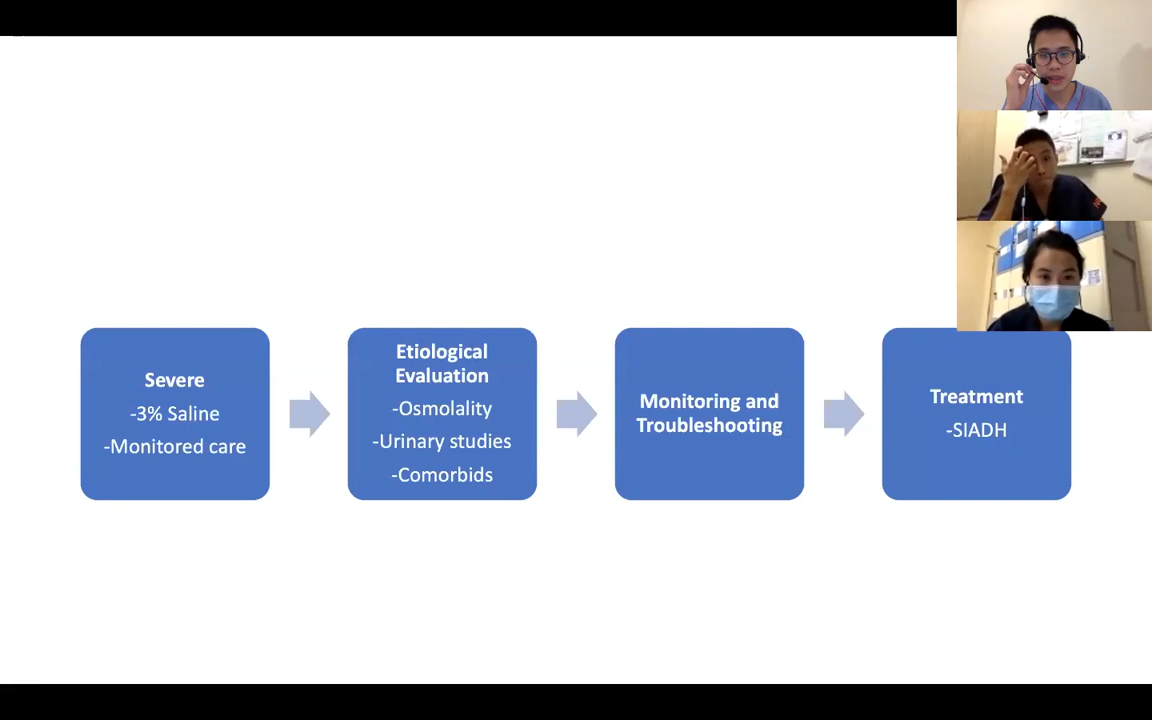 Severe
-3% Saline
-Monitored care
Etiological
Evaluation
-Osmolality
-Urinary studies
-Comorbids
Monitoring and
Troubleshooting
Treatment
-SIADH